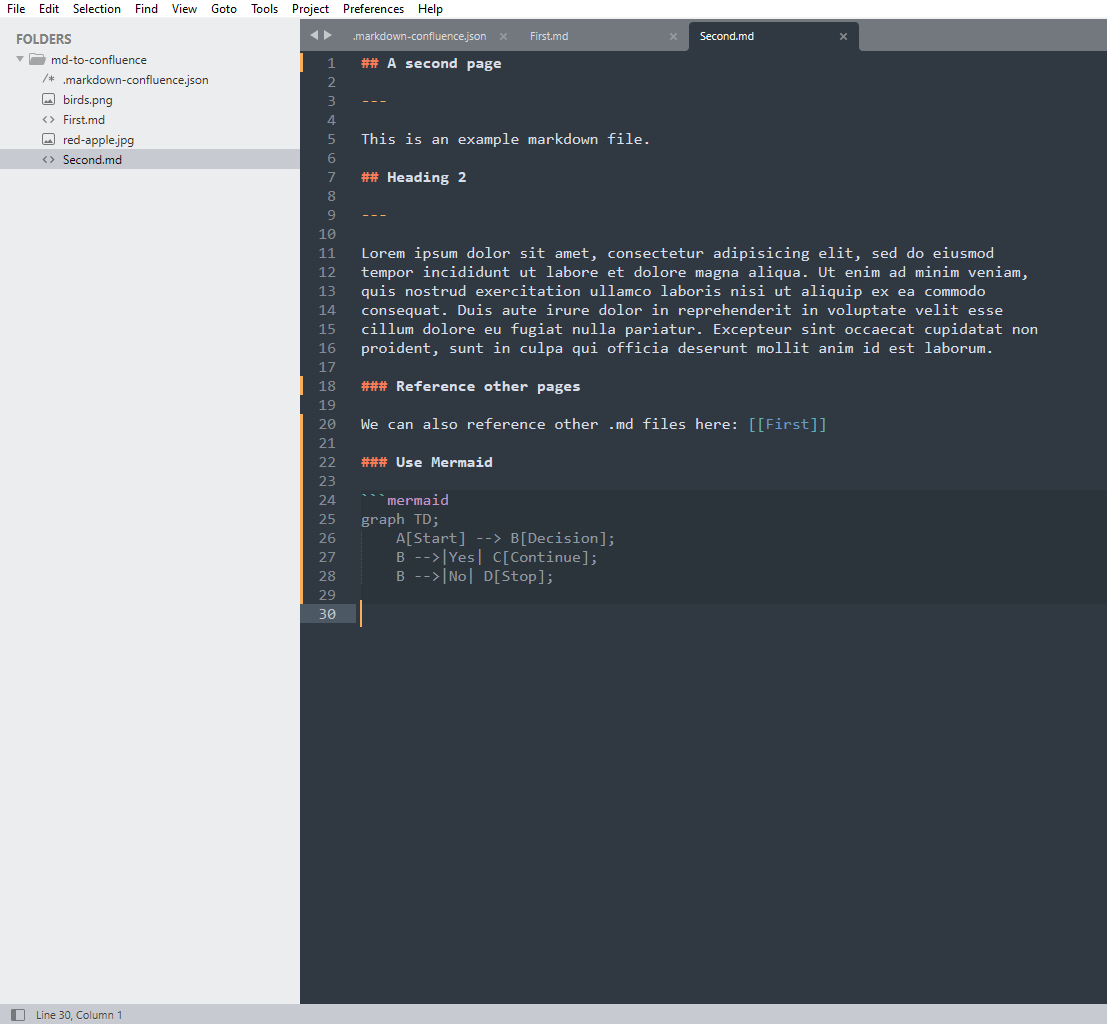 File Edit Selection Find View Goto Tools Project Preferences Help
FOLDERS
md-to-confluence
/* .markdown-confluence.json
birds.png
<> First.md
red-apple.jpg
<> Second.md
.markdown-confluence.json × First.md × Second.md ×
1 ## A second page
2
3 ---
4
5 This is an example markdown file.
6
7 ## Heading 2
8
9 ---
10
11 Lorem ipsum dolor sit amet, consectetur adipisicing elit, sed do eiusmod
12 tempor incididunt ut labore et dolore magna aliqua. Ut enim ad minim veniam,
13 quis nostrud exercitation ullamco laboris nisi ut aliquip ex ea commodo
14 consequat. Duis aute irure dolor in reprehenderit in voluptate velit esse
15 cillum dolore eu fugiat nulla pariatur. Excepteur sint occaecat cupidatat non
16 proident, sunt in culpa qui officia deserunt mollit anim id est laborum.
17
18 ### Reference other pages
19
20 We can also reference other .md files here: [[First]]
21
22 ### Use Mermaid
23
24 ```mermaid
25 graph TD;
26     A[Start] --> B[Decision];
27     B -->|Yes| C[Continue];
28     B -->|No| D[Stop];
29
30
Line 30, Column 1